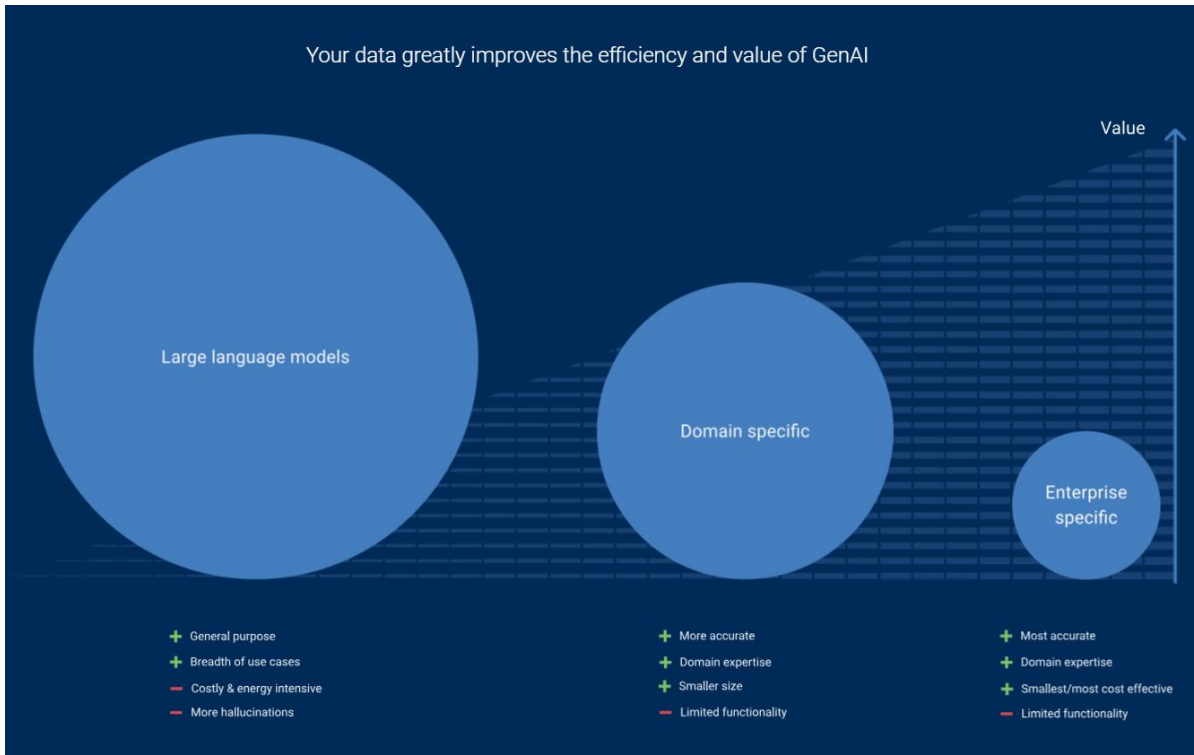 Your data greatly improves the efficiency and value of GenAI
Value
Large language models
Domain specific
Enterprise
specific
+ General purpose
+ Breadth of use cases
− Costly & energy intensive
− More hallucinations
+ More accurate
+ Domain expertise
+ Smaller size
− Limited functionality
+ Most accurate
+ Domain expertise
+ Smallest/most cost effective
− Limited functionality